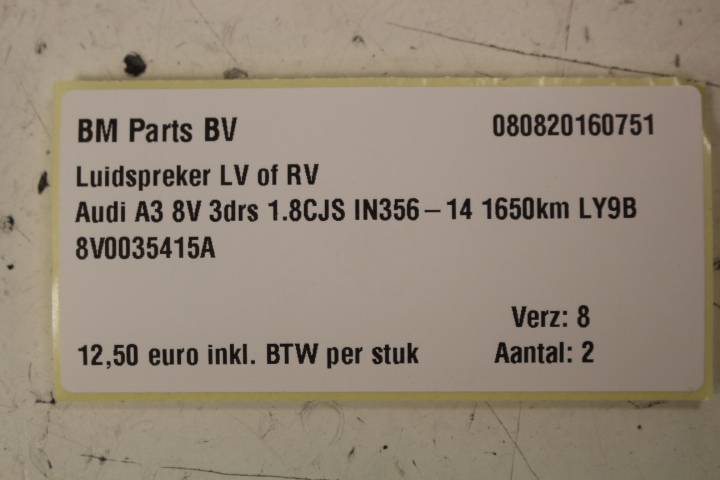 BM Parts BV 080820160751
Luidspreker LV of RV
Audi A3 8V 3drs 1.8CJS IN356 – 14 1650km LY9B
8V0035415A
Verz: 8
12,50 euro inkl. BTW per stuk Aantal: 2